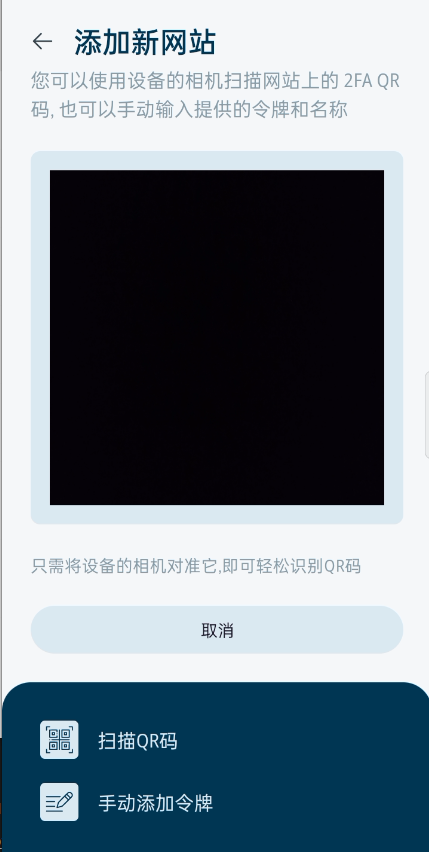 添加新网站
您可以使用设备的相机扫描网站上的 2FA QR
码, 也可以手动输入提供的令牌和名称
只需将设备的相机对准它,即可轻松识别QR码
取消
扫描QR码
手动添加令牌